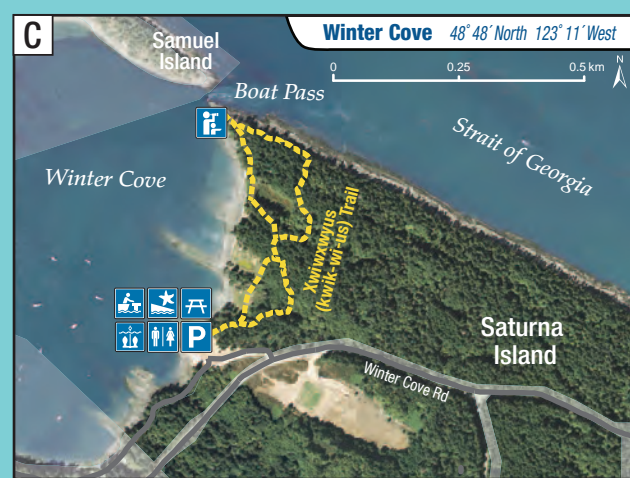 C
Winter Cove 48° 48' North 123° 11' West
Samuel
Island
0 0.25 0.5 km
N
Boat Pass
Strait of Georgia
Winter Cove
Xwiwxwyus
(kwik-wi-us) Trail
P
Saturna
Island
Winter Cove Rd